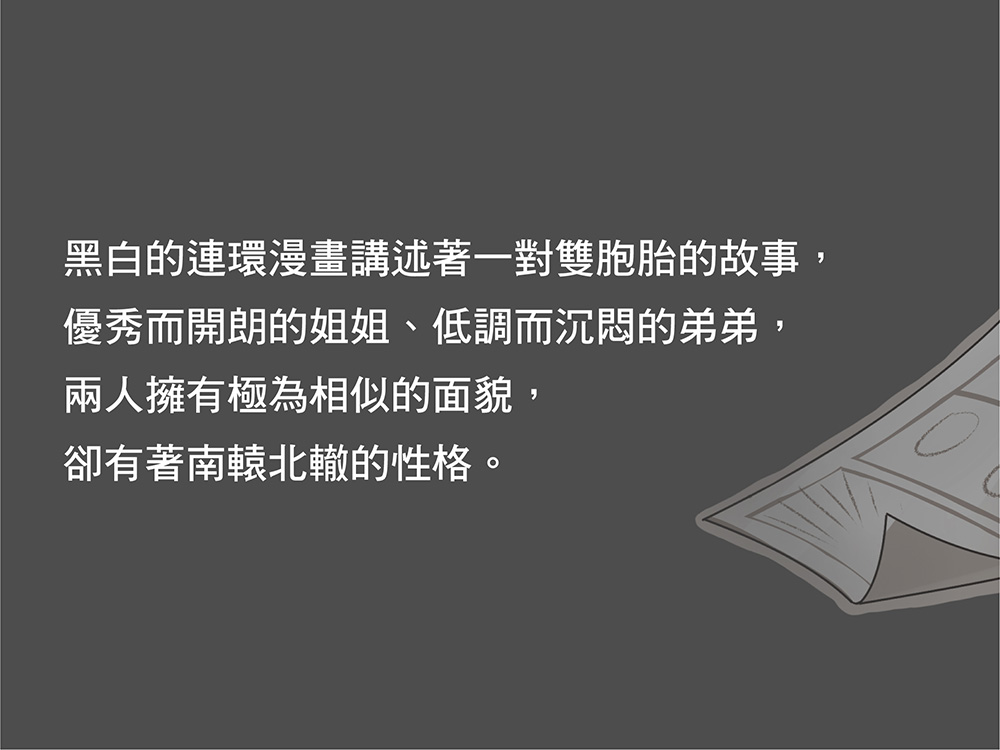 黑白的連環漫畫講述著一對雙胞胎的故事，
優秀而開朗的姐姐、低調而沉悶的弟弟，
兩人擁有極為相似的面貌，
卻有著南轅北轍的性格。